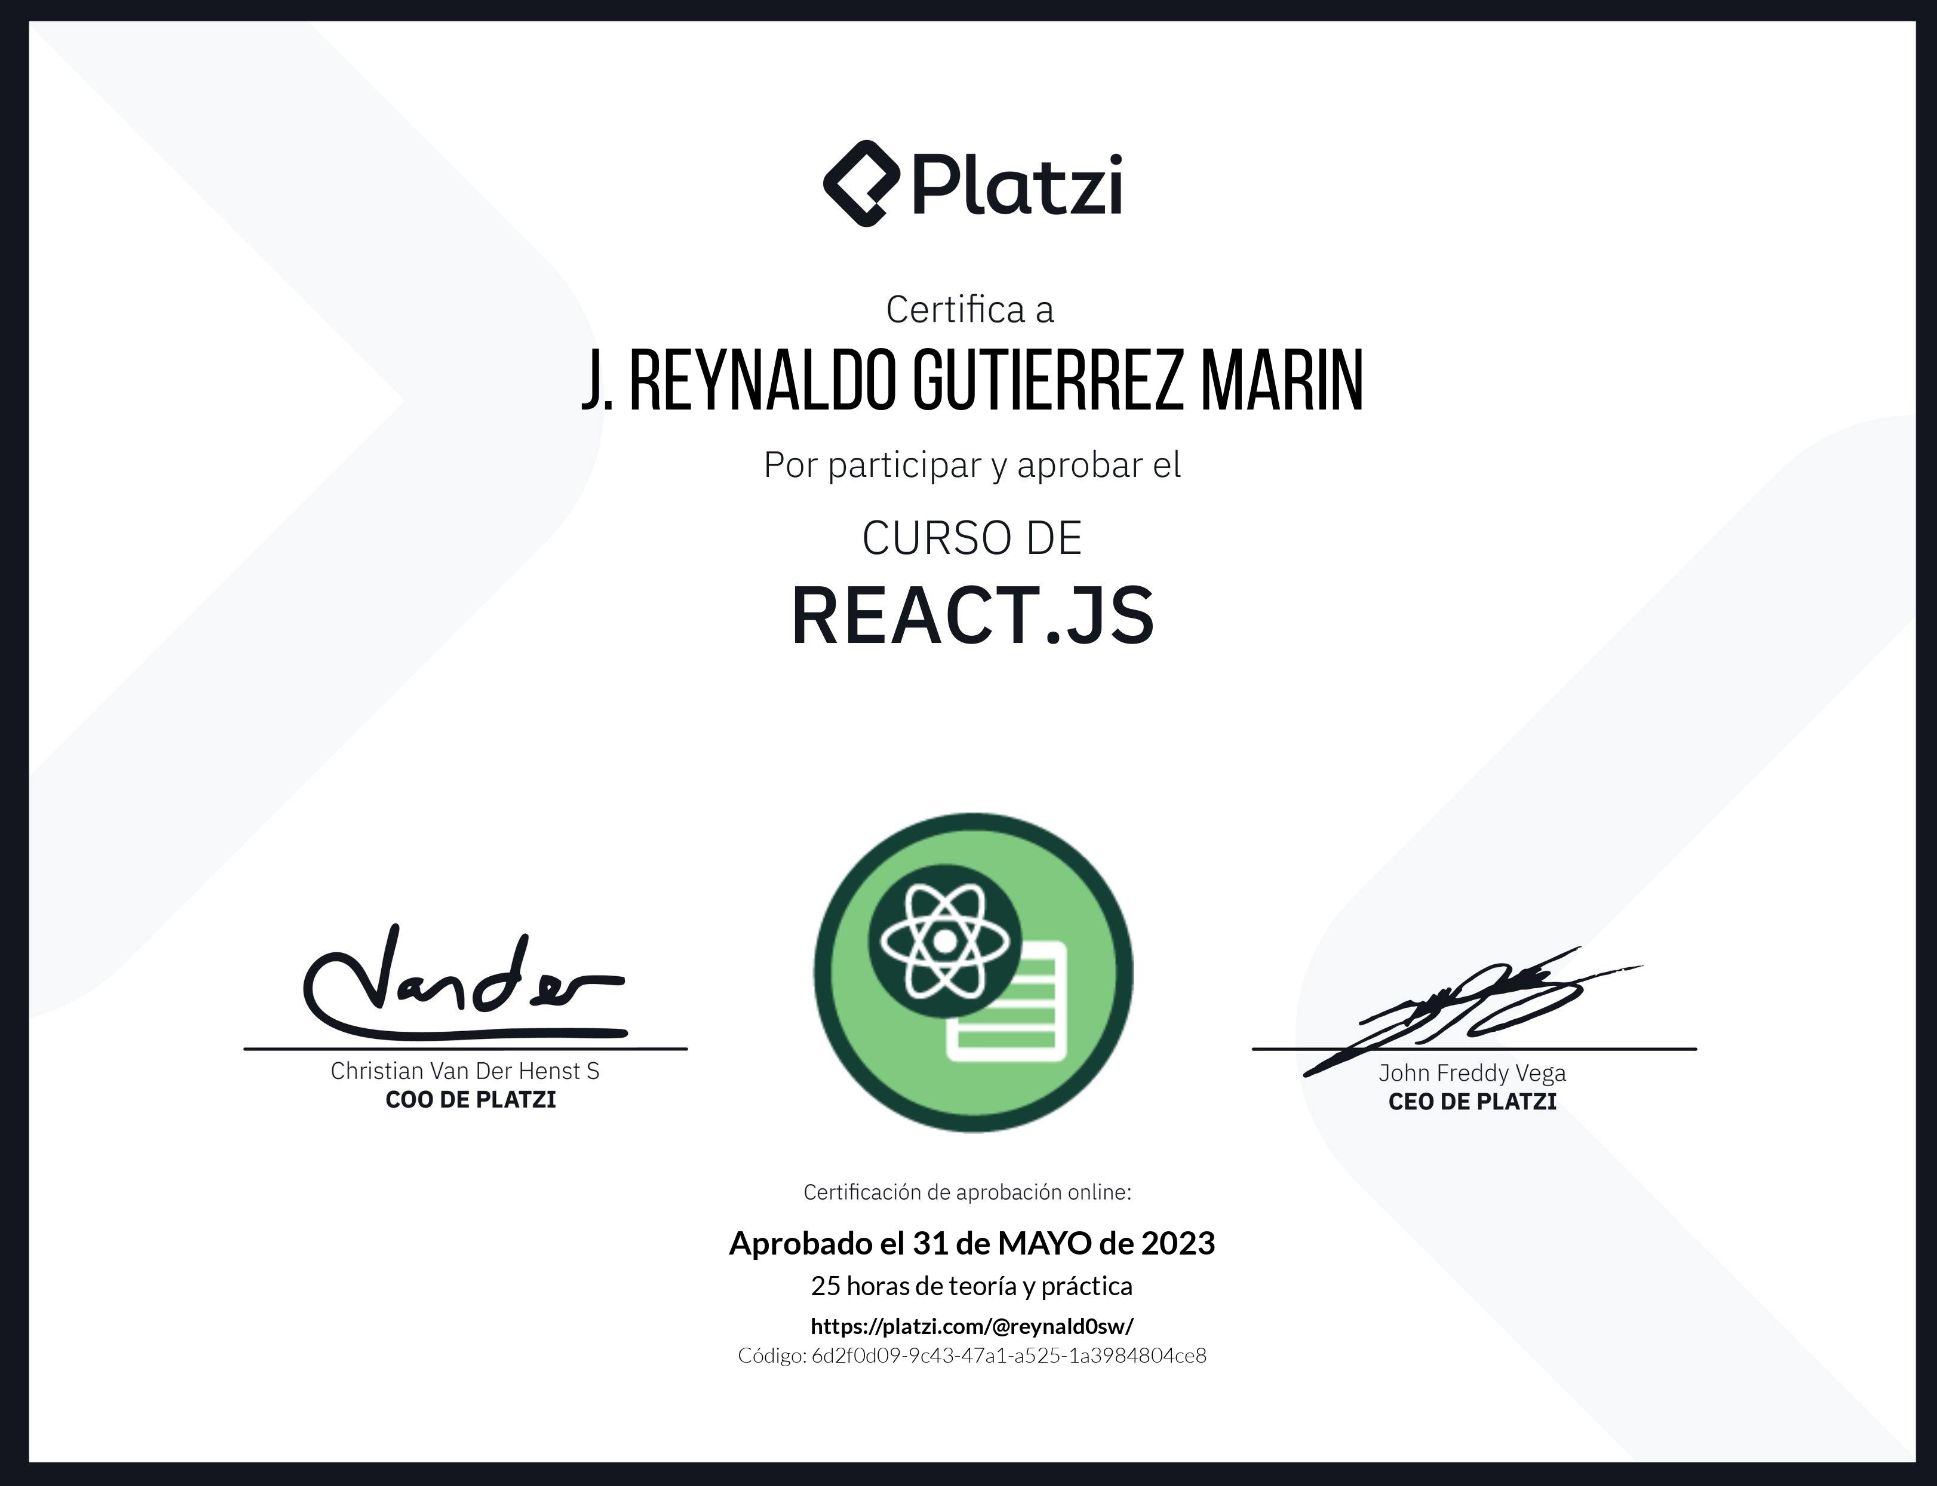 Platzi
Certifica a
J. REYNALDO GUTIERREZ MARIN
Por participar y aprobar el
CURSO DE
REACT.JS
Vander
Christian Van Der Henst S
COO DE PLATZI
John Freddy Vega
CEO DE PLATZI
Certificación de aprobación online:
Aprobado el 31 de MAYO de 2023
25 horas de teoría y práctica
https://platzi.com/@reynald0sw/
Código: 6d2f0d09-9c43-47a1-a525-1a3984804ce8